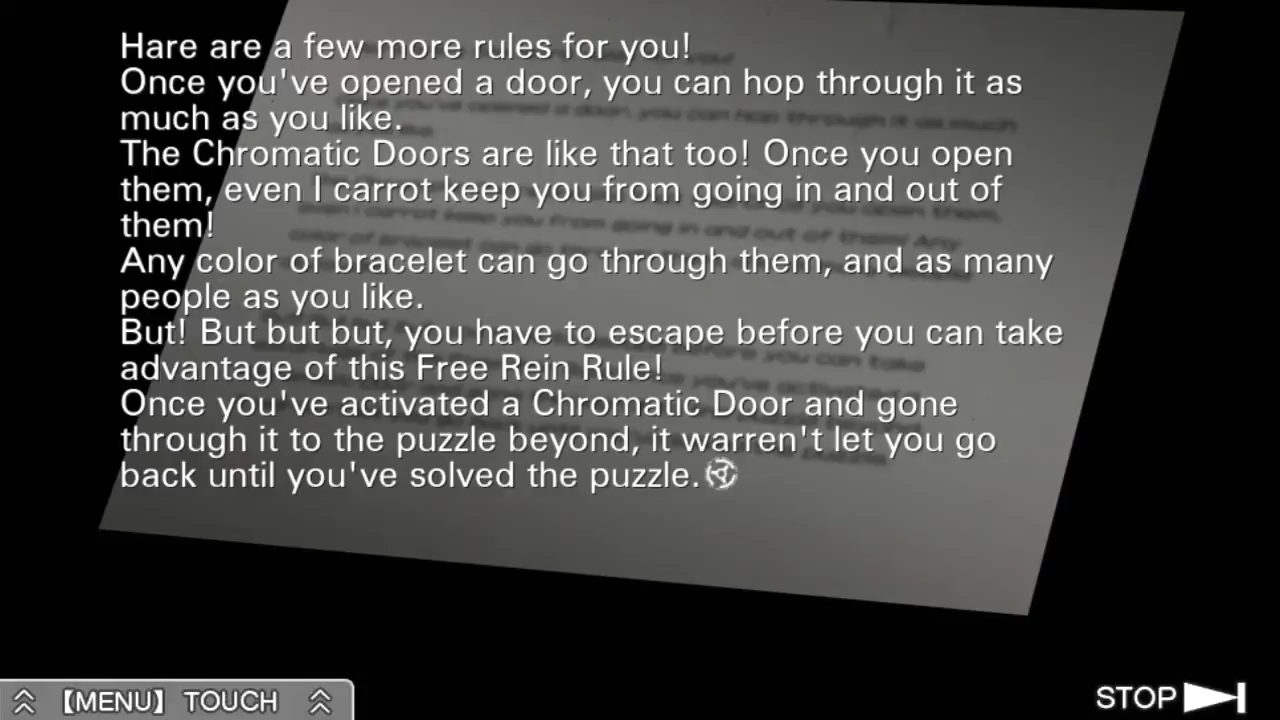 Hare are a few more rules for you!
Once you've opened a door, you can hop through it as
much as you like.
The Chromatic Doors are like that too! Once you open
them, even I carrot keep you from going in and out of
them!
Any color of bracelet can go through them, and as many
people as you like.
But! But but but, you have to escape before you can take
advantage of this Free Rein Rule!
Once you've activated a Chromatic Door and gone
through it to the puzzle beyond, it warren't let you go
back until you've solved the puzzle.
【MENU】 TOUCH
STOP